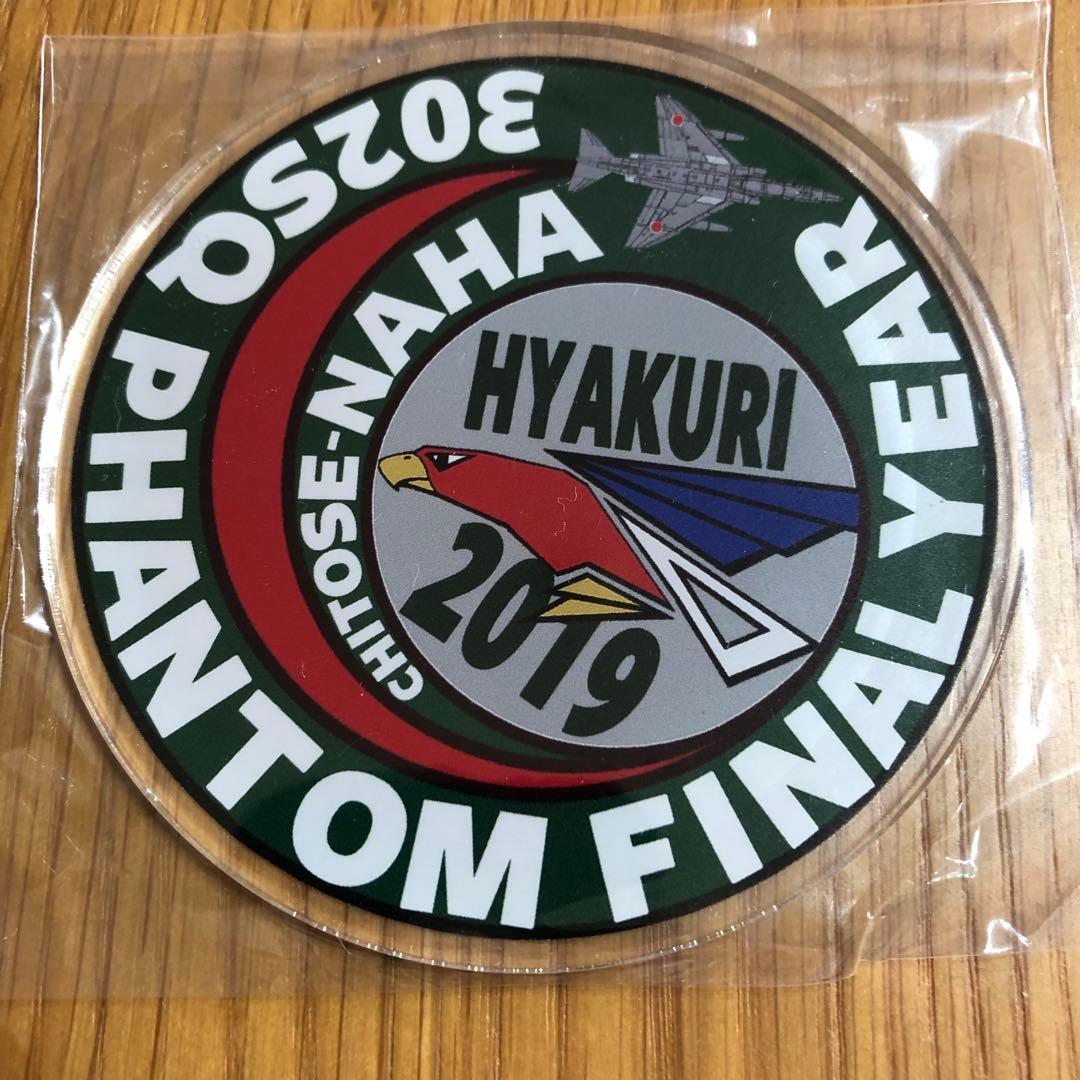 302SQ PHANTOM FINAL YEAR
CHITOSE-NAHA
HYAKURI
2019